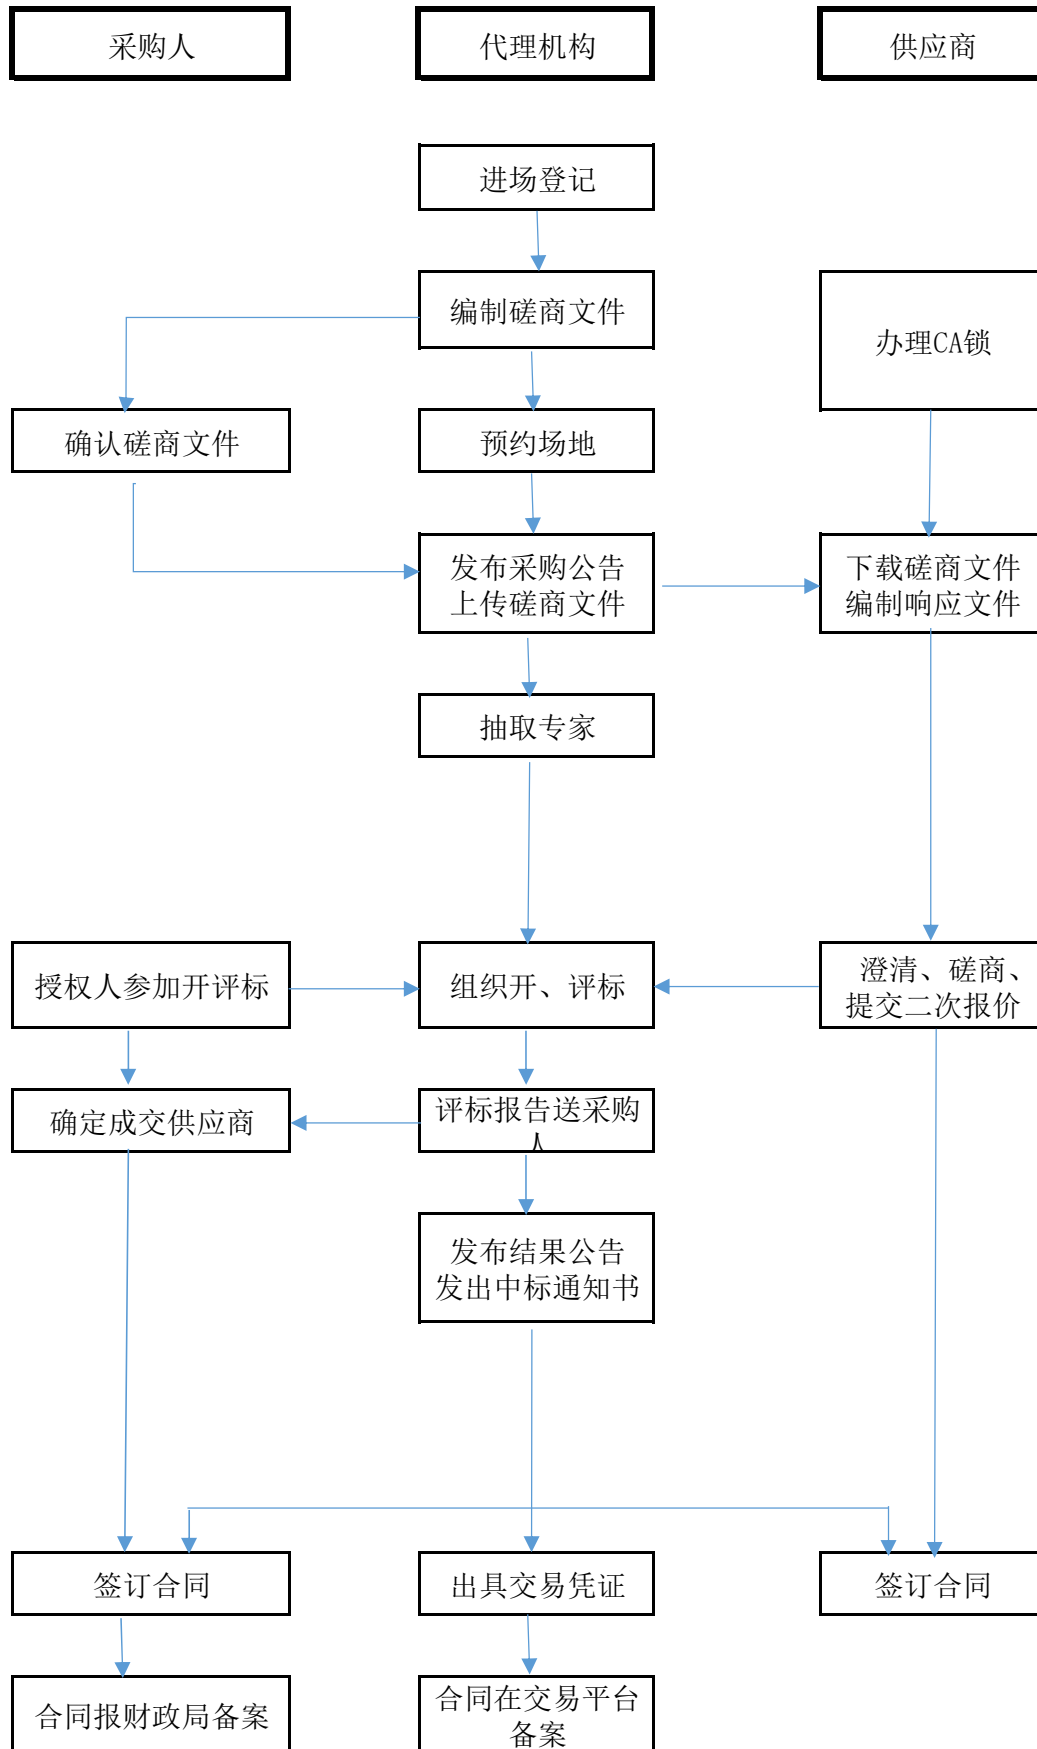 采购人
代理机构
供应商
进场登记
编制磋商文件
办理CA锁
确认磋商文件
预约场地
发布采购公告
上传磋商文件
下载磋商文件
编制响应文件
抽取专家
授权人参加开评标
组织开、评标
澄清、磋商、
提交二次报价
确定成交供应商
评标报告送采购
人
发布结果公告
发出中标通知书
签订合同
出具交易凭证
签订合同
合同报财政局备案
合同在交易平台
备案